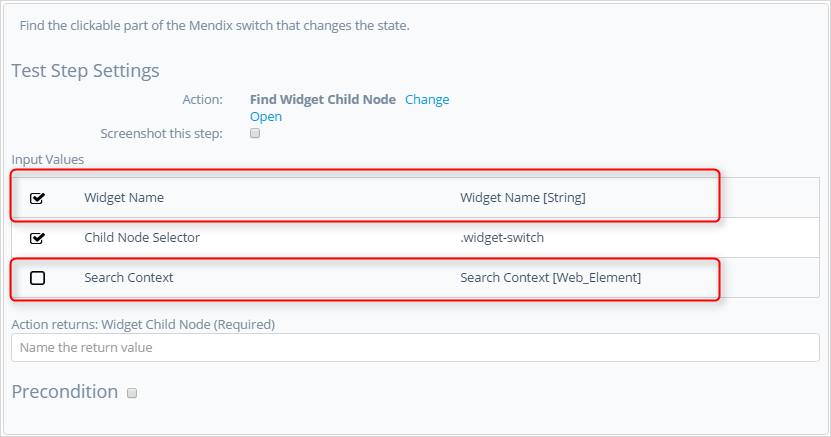 Find the clickable part of the Mendix switch that changes the state.
Test Step Settings
Action: Find Widget Child Node Change
Open
Screenshot this step:
Input Values
Widget Name Widget Name [String]
Child Node Selector .widget-switch
Search Context Search Context [Web_Element]
Action returns: Widget Child Node (Required)
Name the return value
Precondition